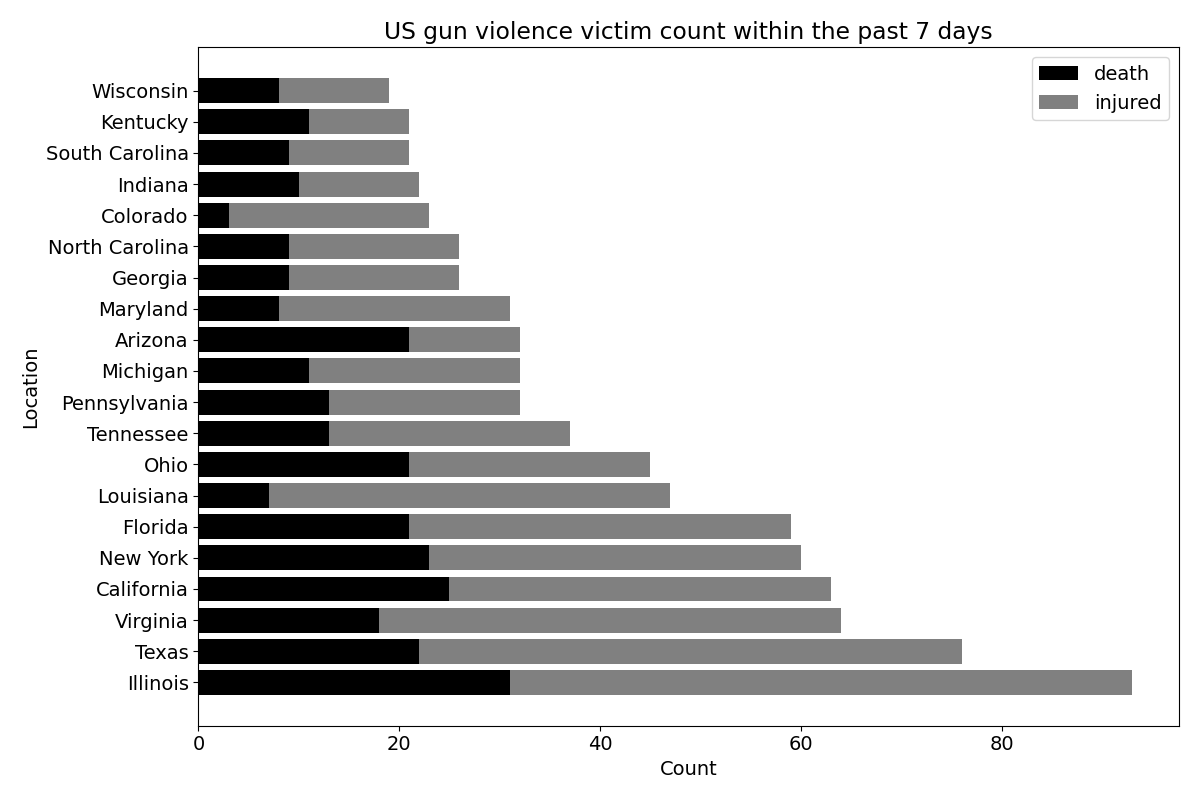 US gun violence victim count within the past 7 days
death
injured
Wisconsin
Kentucky
South Carolina
Indiana
Colorado
North Carolina
Georgia
Maryland
Arizona
Michigan
Pennsylvania
Tennessee
Ohio
Louisiana
Florida
New York
California
Virginia
Texas
Illinois
Location
0 20 40 60 80
Count